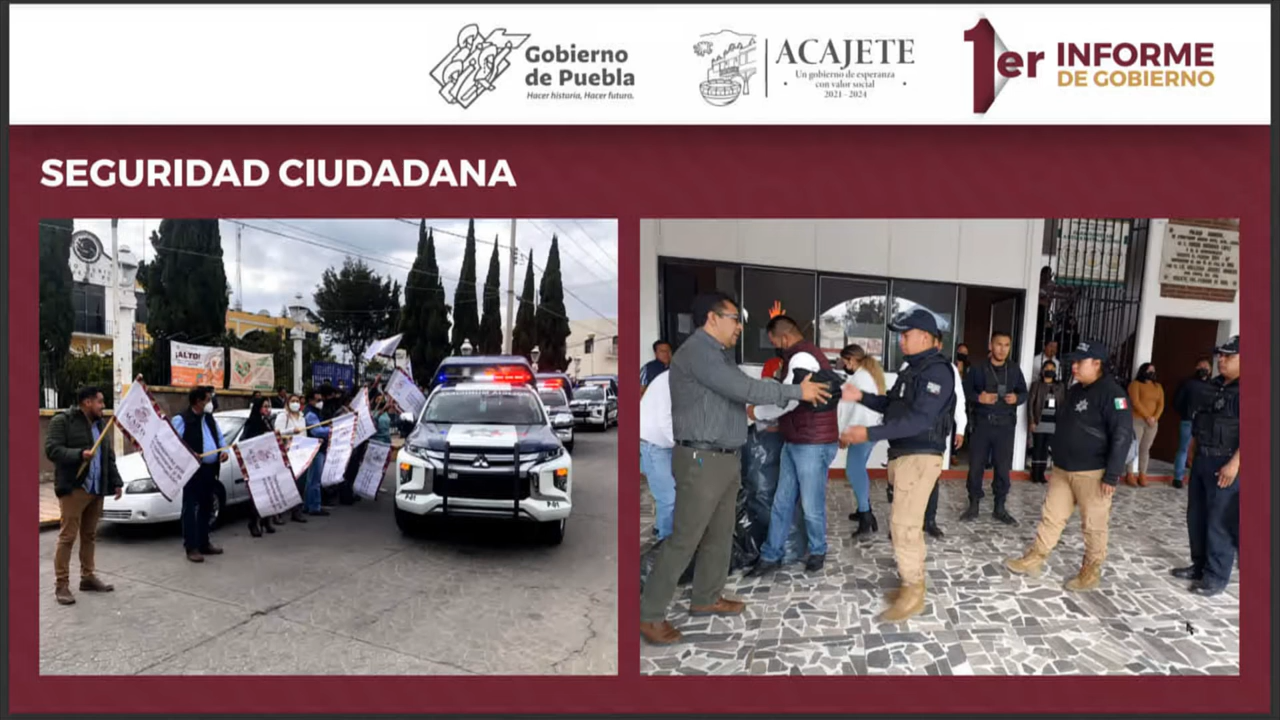 Gobierno
de Puebla
Hacer historia, Hacer futuro.
ACAJETE
Un gobierno de esperanza
con valor social
2021 - 2024
1er INFORME
DE GOBIERNO
SEGURIDAD CIUDADANA
¡ALTO!
P-01